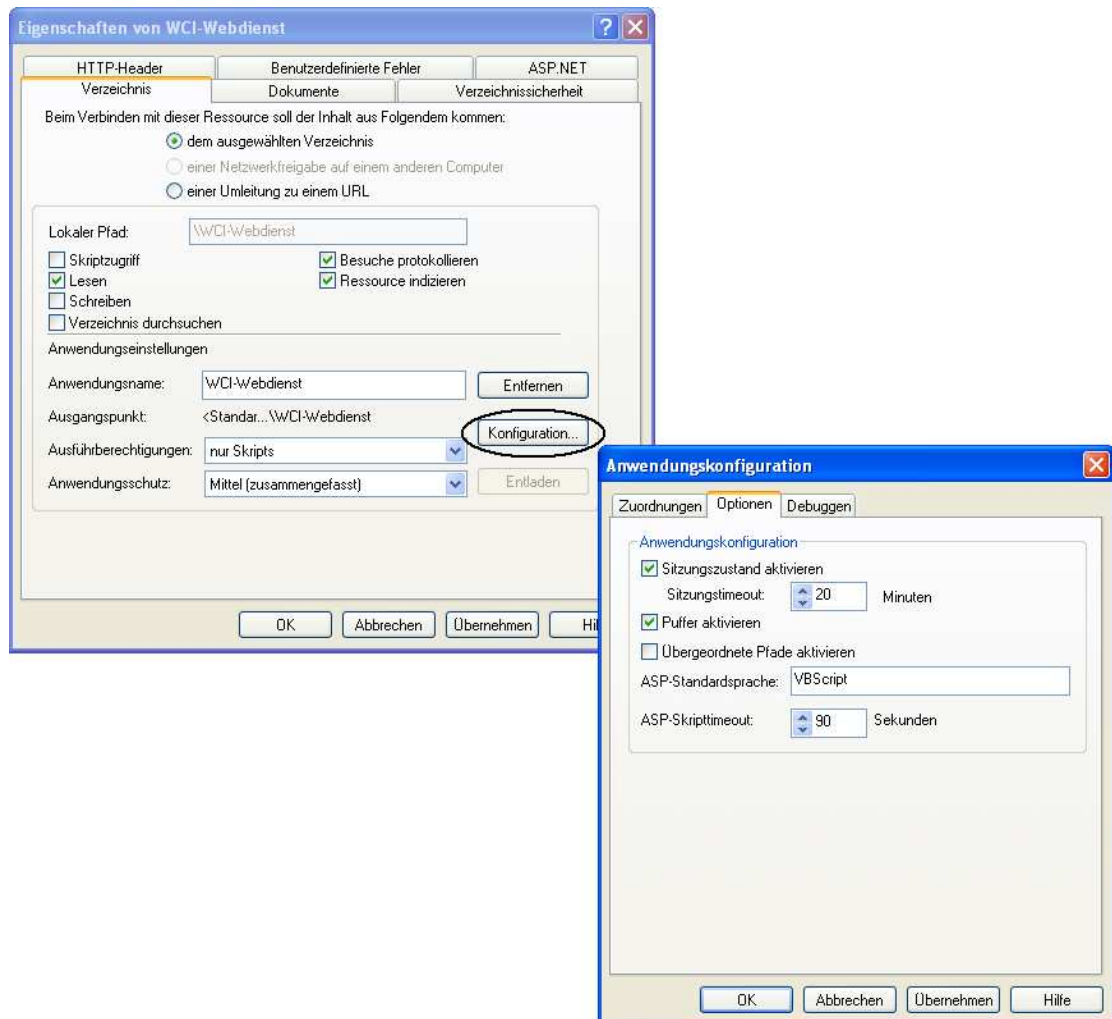 Eigenschaften von WCI-Webdienst
HTTP-Header Benutzerdefinierte Fehler ASP.NET
Verzeichnis Dokumente Verzeichnissicherheit
Beim Verbinden mit dieser Ressource soll der Inhalt aus Folgendem kommen:
dem ausgewählten Verzeichnis
einer Netzwerkfreigabe auf einem anderen Computer
einer Umleitung zu einem URL
Lokaler Pfad: \WCI-Webdienst
Skriptzugriff Besuche protokollieren
Lesen Ressource indizieren
Schreiben
Verzeichnis durchsuchen
Anwendungseinstellungen
Anwendungsname: WCI-Webdienst Entfernen
Ausgangspunkt: <Standar...\WCI-Webdienst
Konfiguration...
Ausführberechtigungen: nur Skripts
Anwendungsschutz: Mittel (zusammengefasst) Entladen
OK Abbrechen Übernehmen
Anwendungskonfiguration
Zuordnungen Optionen Debuggen
Anwendungskonfiguration
Sitzungszustand aktivieren
Sitzungstimeout: 20 Minuten
Puffer aktivieren
Übergeordnete Pfade aktivieren
ASP-Standardsprache: VBScript
ASP-Skripttimeout: 90 Sekunden
OK Abbrechen Übernehmen Hilfe